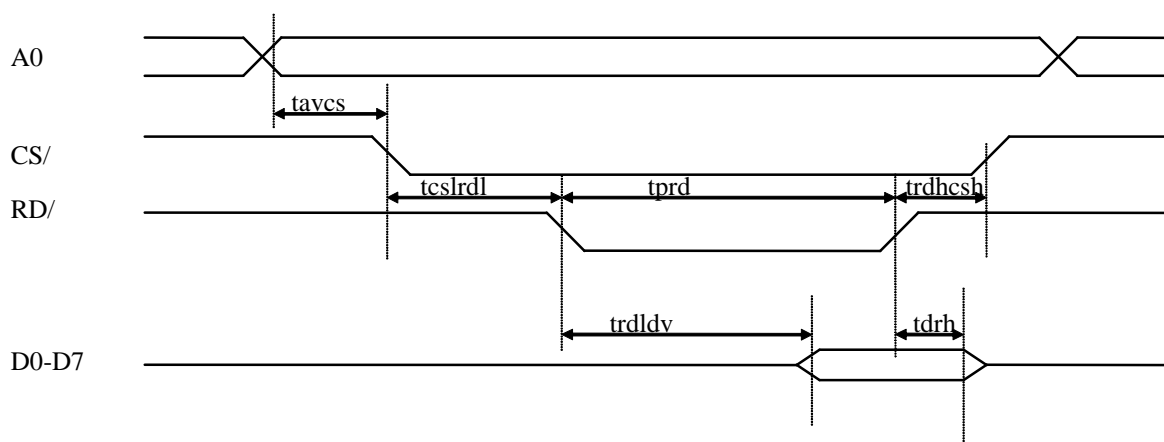 A0
tavcs
CS/
tcslrdl tprd trdhcsh
RD/
trdldv tdrh
D0-D7